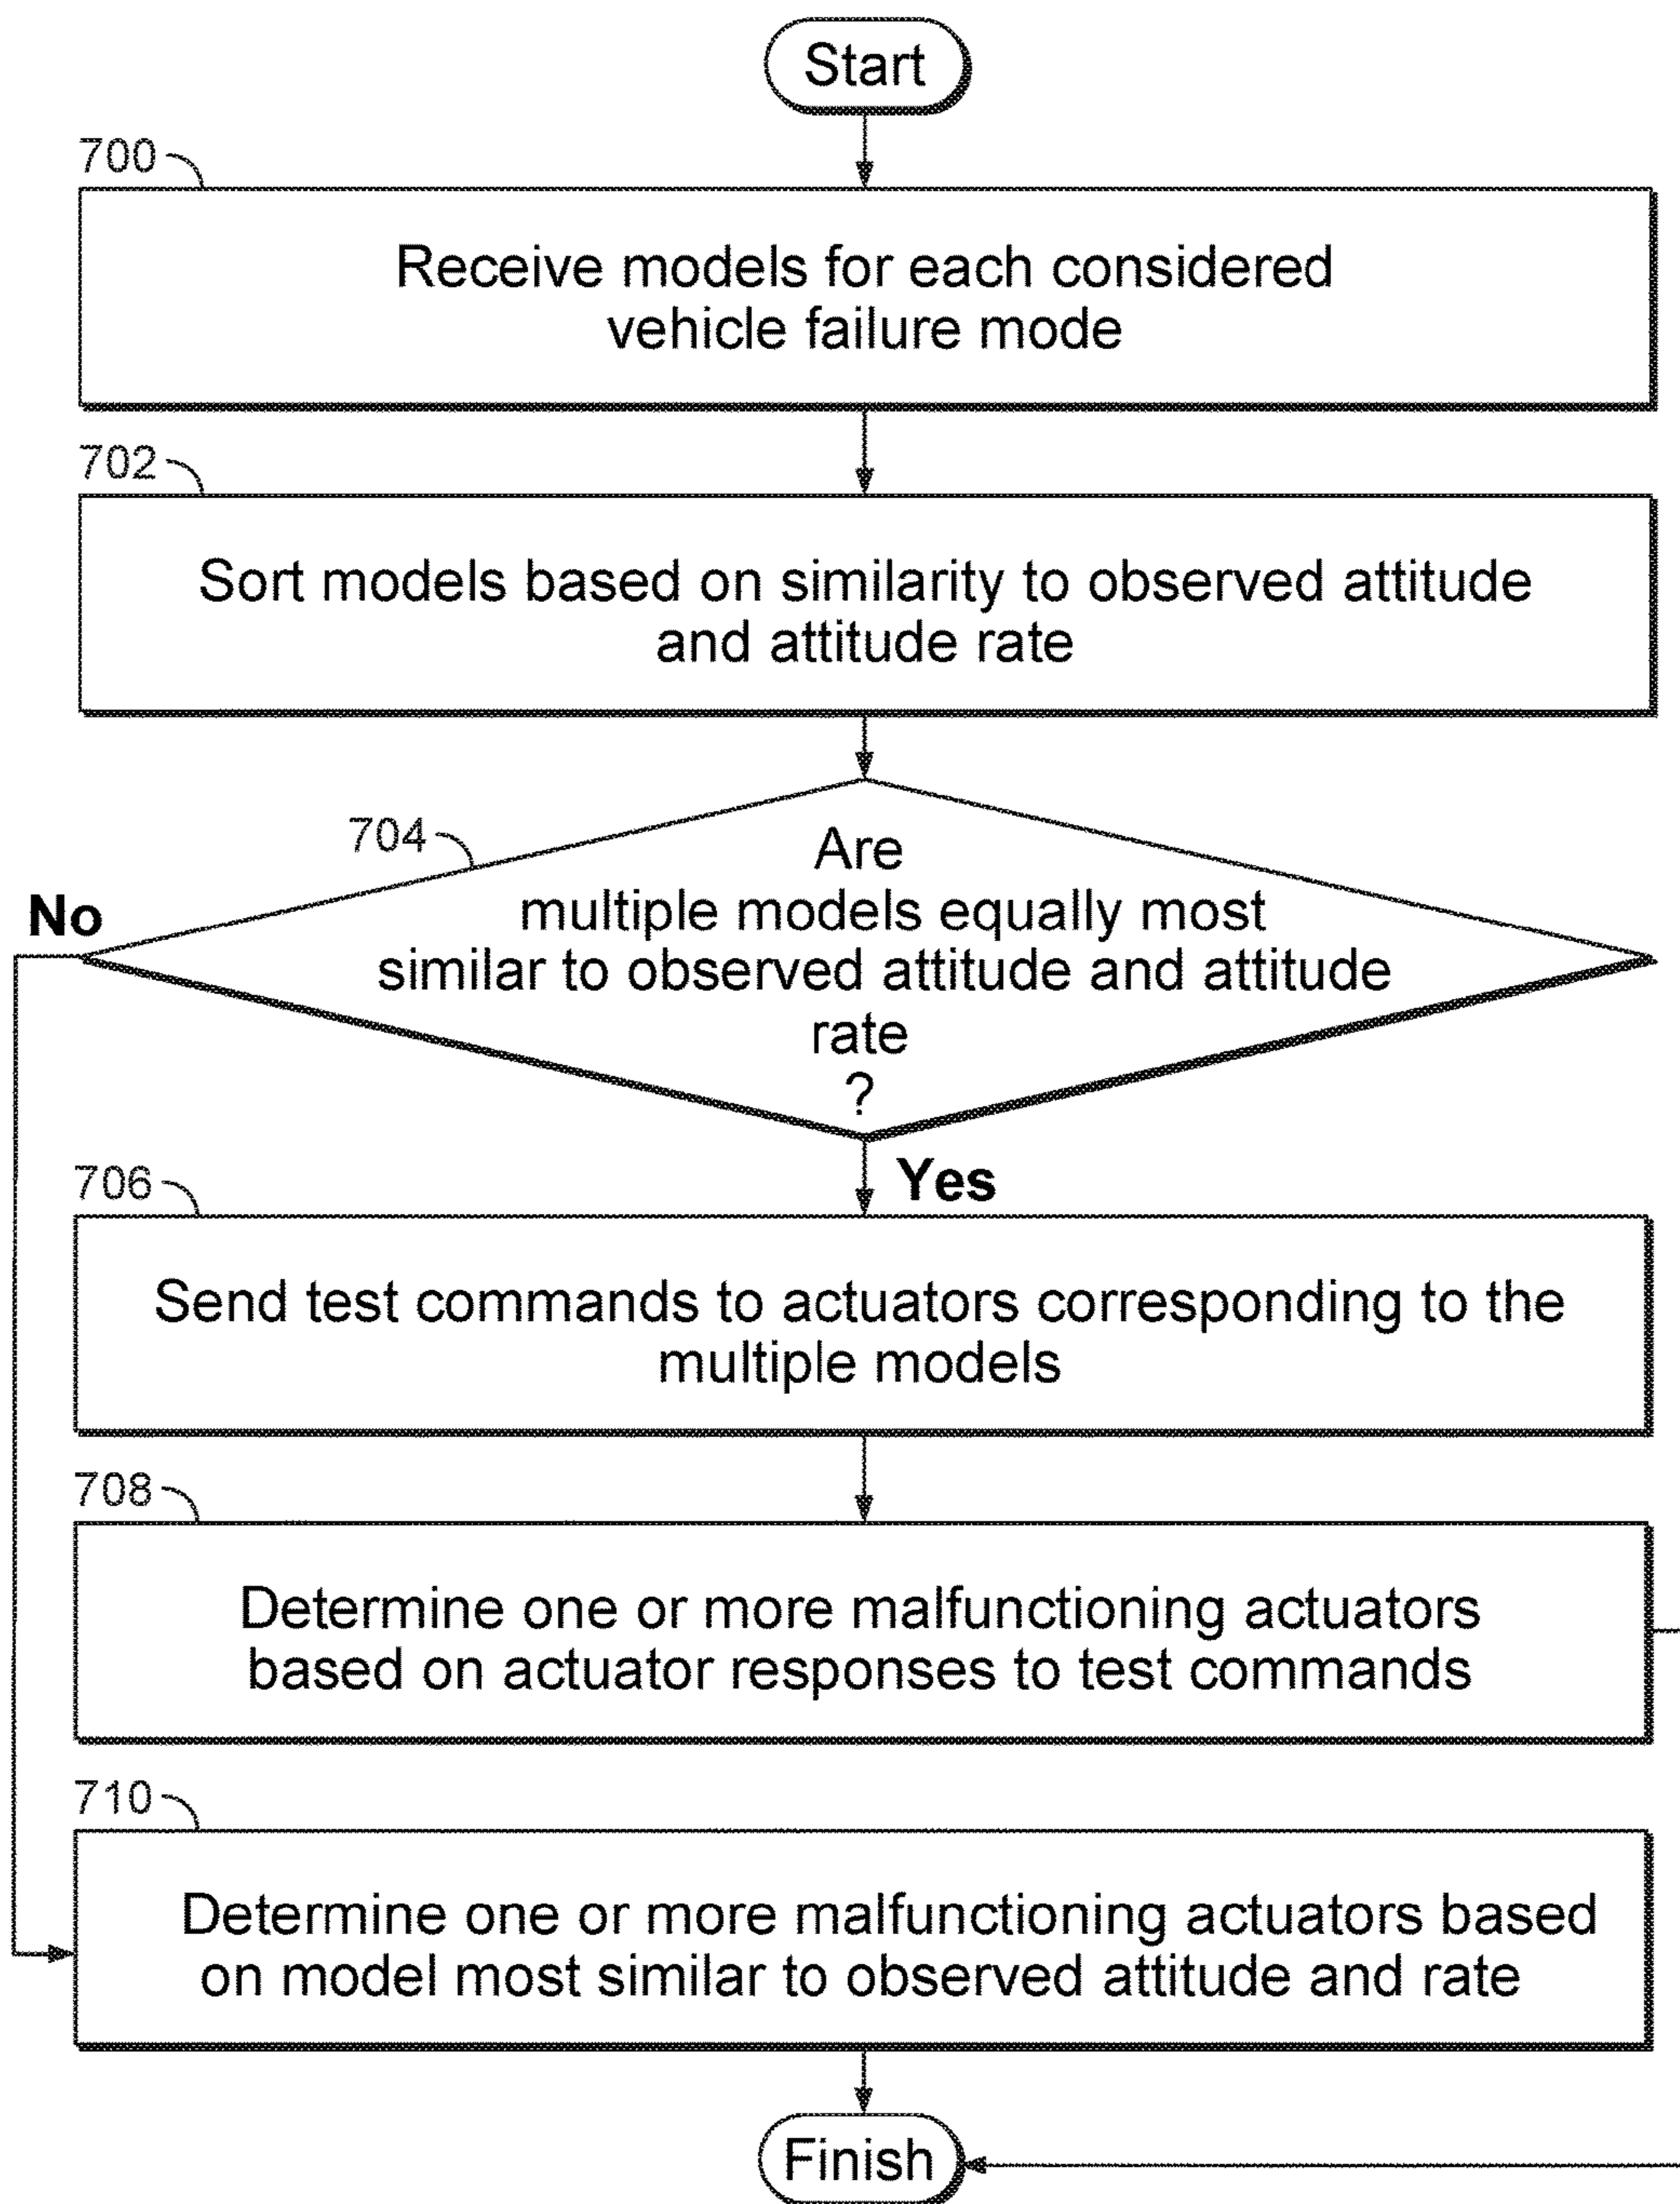 Start
700
Receive models for each considered
vehicle failure mode
702
Sort models based on similarity to observed attitude
and attitude rate
704
Are
multiple models equally most
similar to observed attitude and attitude
rate
?
No
Yes
706
Send test commands to actuators corresponding to the
multiple models
708
Determine one or more malfunctioning actuators
based on actuator responses to test commands
710
Determine one or more malfunctioning actuators based
on model most similar to observed attitude and rate
Finish